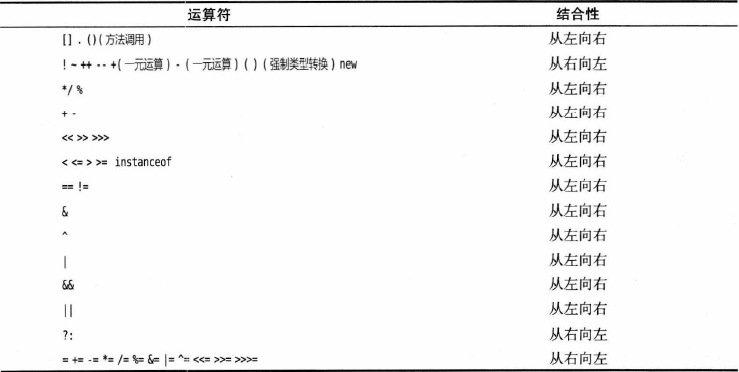 运算符 结合性
[] . ()(方法调用) 从左向右
! ~ ++ -- +(一元运算) -(一元运算) ()(强制类型转换) new 从右向左
*/ % 从左向右
+ - 从左向右
<< >> >>> 从左向右
< <= > >= instanceof 从左向右
== != 从左向右
& 从左向右
^ 从左向右
| 从左向右
&& 从左向右
|| 从左向右
?: 从右向左
= += -= *= /= %= &= |= ^= <<= >>= >>>= 从右向左